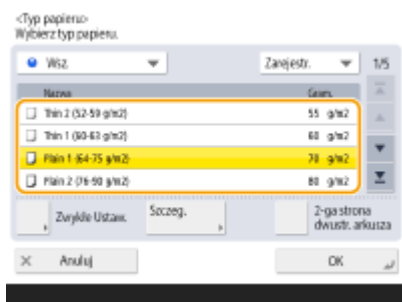 <Typ papieru>
Wybierz typ papieru.
Wsz. Zarejestr. 1/5
Nazwa Gram.
Thin 2 (52-59 g/m2) 55 g/m2
Thin 1 (60-63 g/m2) 60 g/m2
Plain 1 (64-75 g/m2) 70 g/m2
Plain 2 (76-90 g/m2) 80 g/m2
Zwykłe Ustaw. Szczeg. 2-ga strona
dwustr. arkusza
Anuluj OK